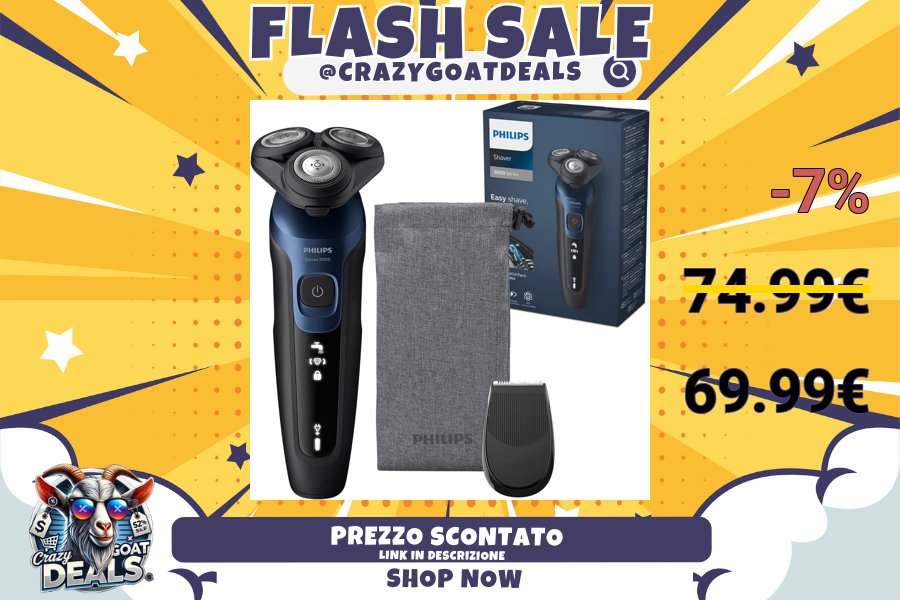 FLASH SALE
@CRAZYGOATDEALS
PHILIPS
Shaver
5000 Series
Easy shave.
-7%
PHILIPS
Series 5000
74.99€
69.99€
PHILIPS
$
52%
Crazy
GOAT
DEALS
PREZZO SCONTATO
LINK IN DESCRIZIONE
SHOP NOW